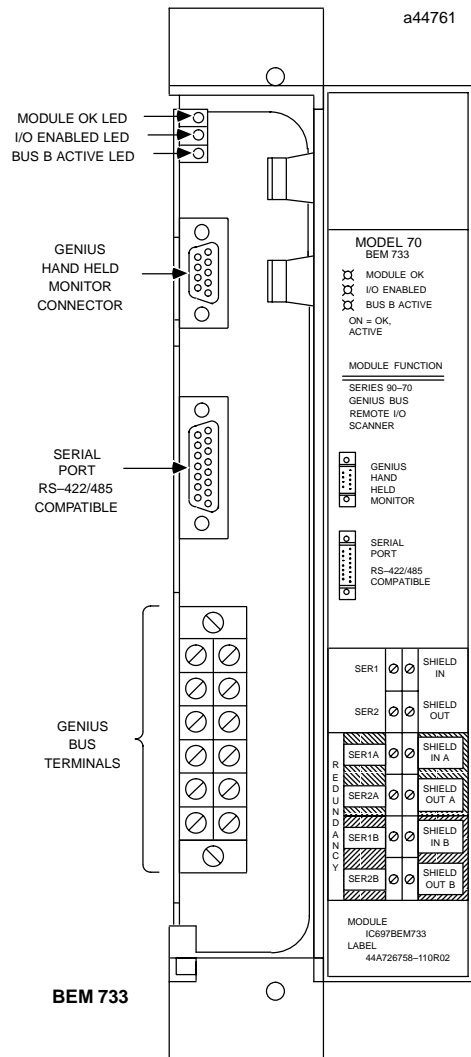 a44761
MODULE OK LED
I/O ENABLED LED
BUS B ACTIVE LED
GENIUS
HAND HELD
MONITOR
CONNECTOR
SERIAL
PORT
RS–422/485
COMPATIBLE
GENIUS
BUS
TERMINALS
BEM 733
MODEL 70
BEM 733
MODULE OK
I/O ENABLED
BUS B ACTIVE
ON = OK,
ACTIVE
MODULE FUNCTION
SERIES 90–70
GENIUS BUS
REMOTE I/O
SCANNER
GENIUS
HAND
HELD
MONITOR
SERIAL
PORT
RS–422/485
COMPATIBLE
SER1
SHIELD
IN
SER2
SHIELD
OUT
REDUNDANCY
SER1A
SHIELD
IN A
SER2A
SHIELD
OUT A
SER1B
SHIELD
IN B
SER2B
SHIELD
OUT B
MODULE
IC697BEM733
LABEL
44A726758–110R02